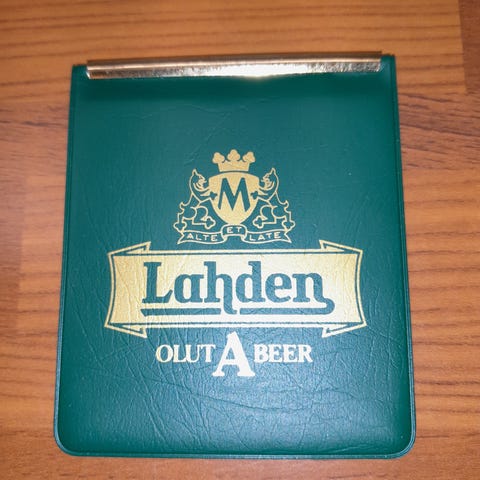 M
ALTE ET LATE
Lahden
OLUT A BEER